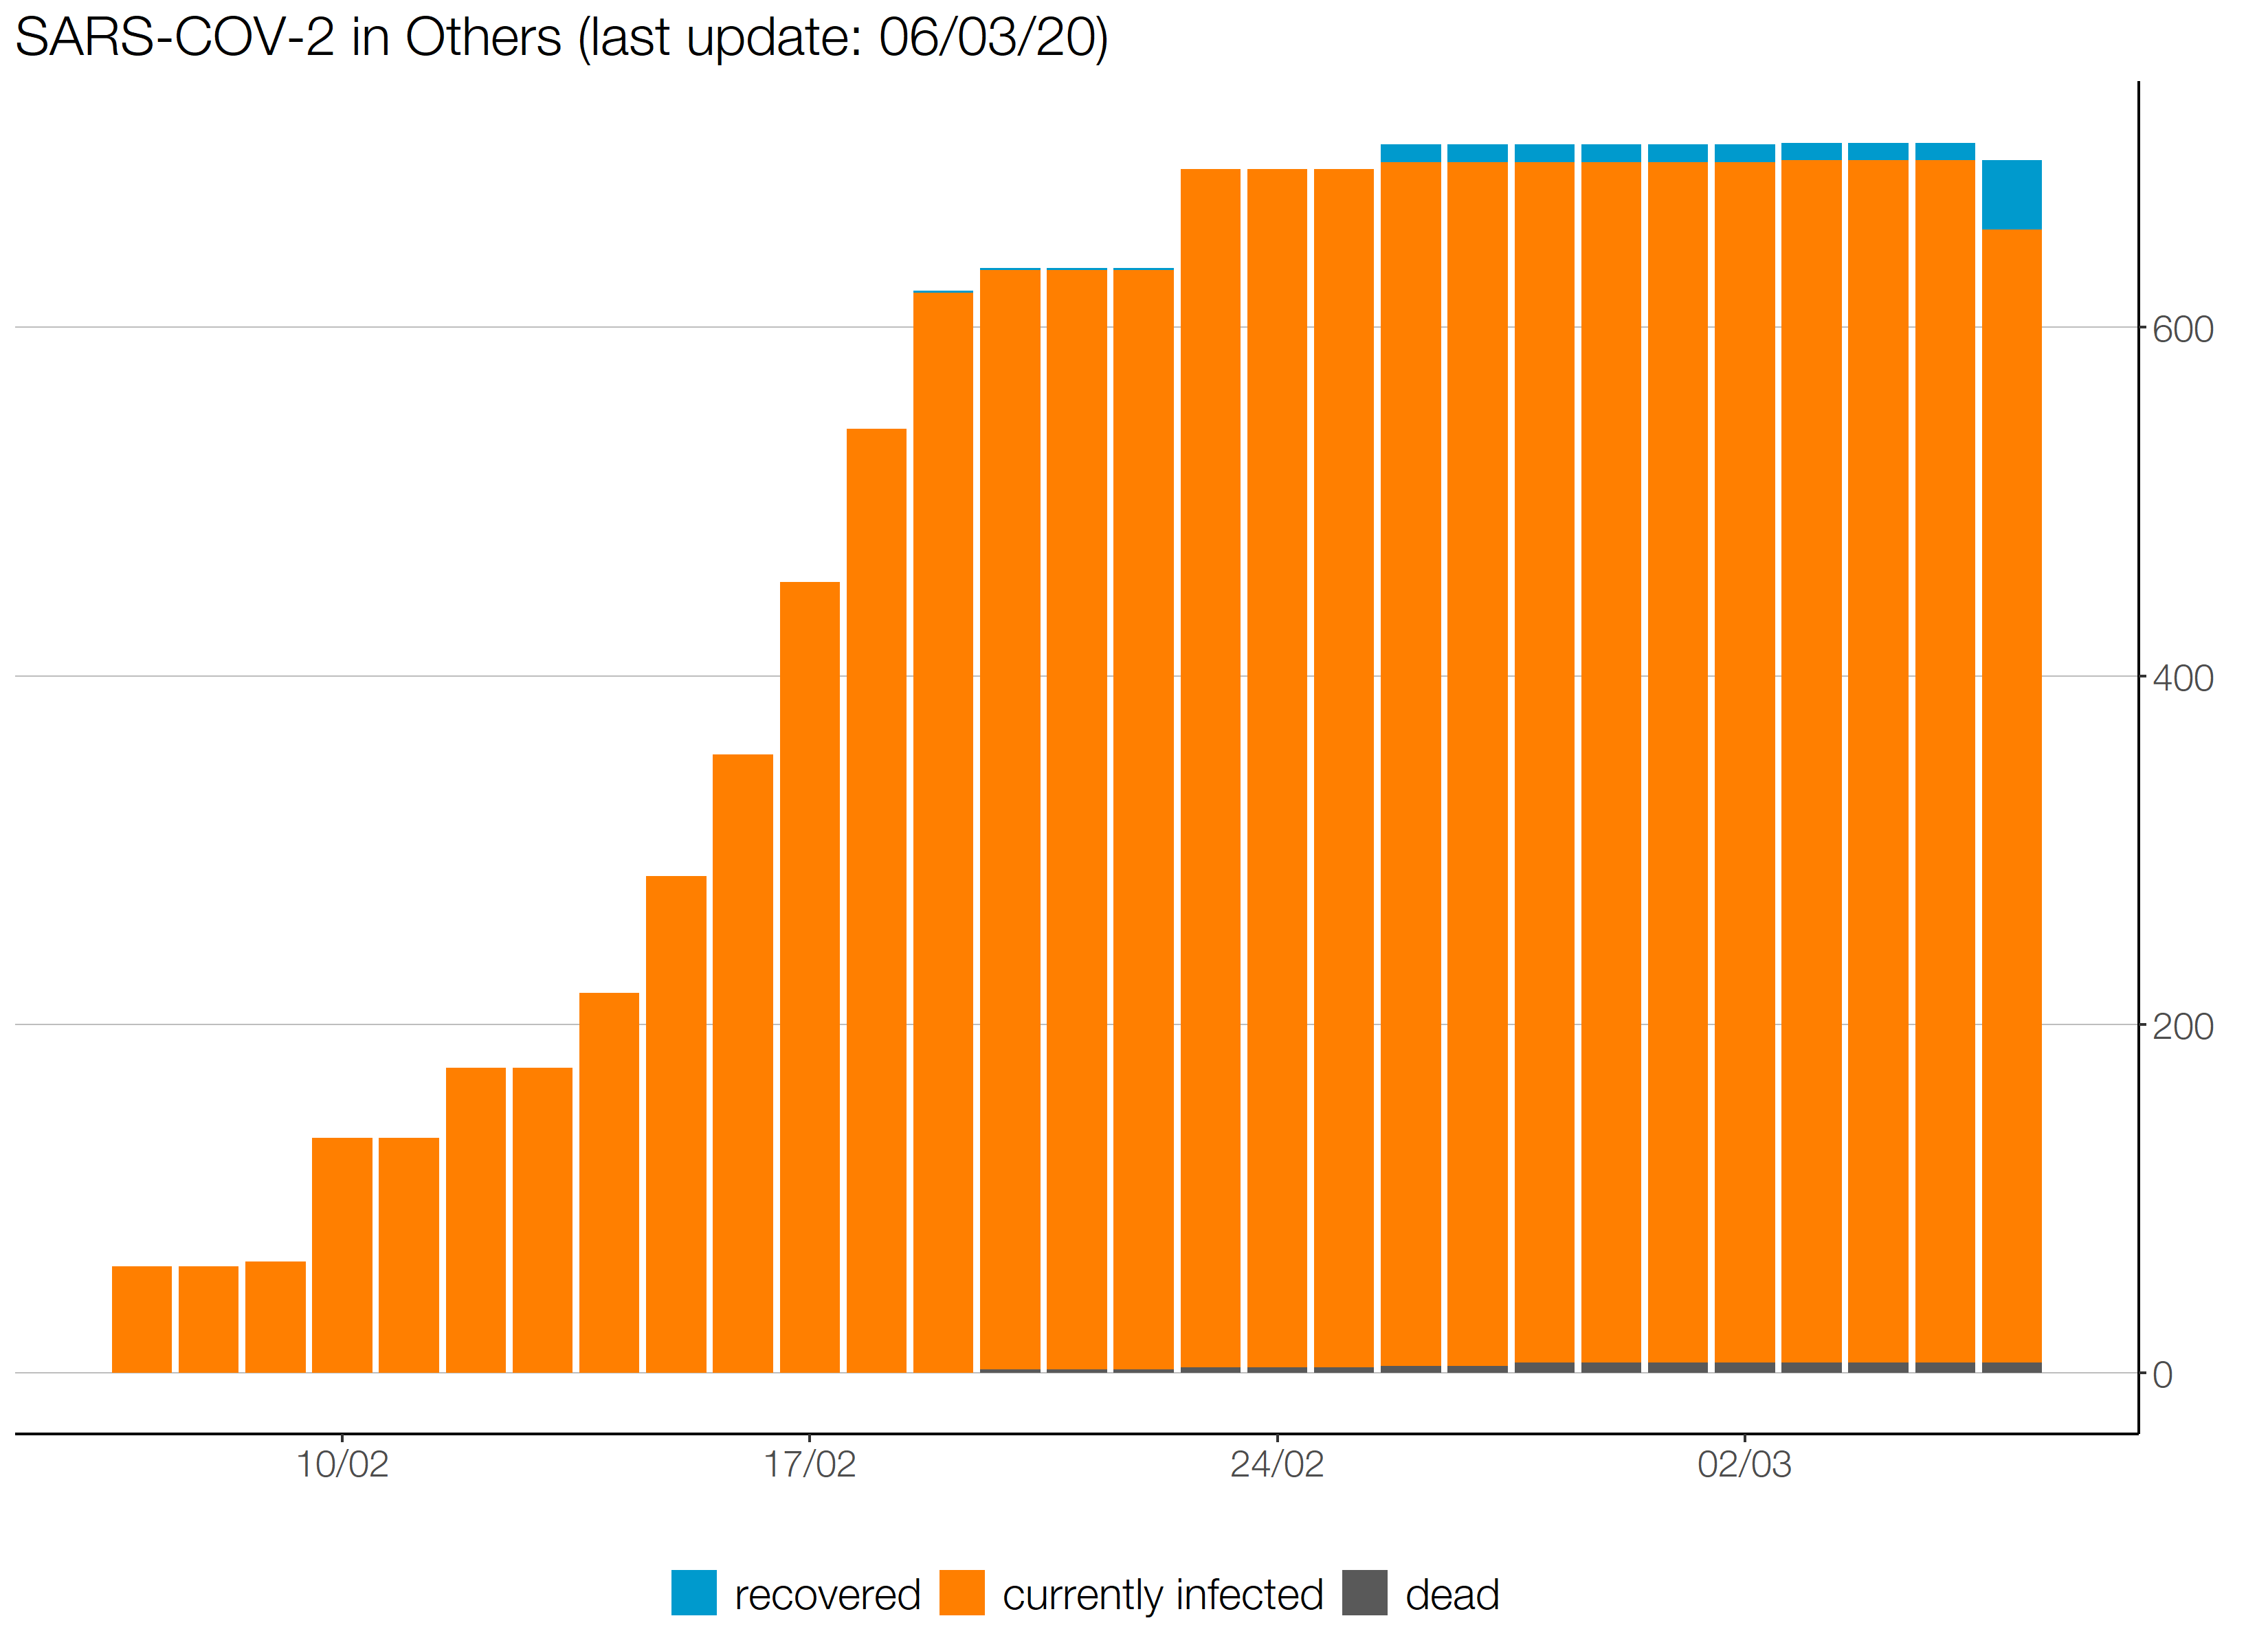 SARS-COV-2 in Others (last update: 06/03/20)
600
400
200
0
10/02 17/02 24/02 02/03
recovered currently infected dead